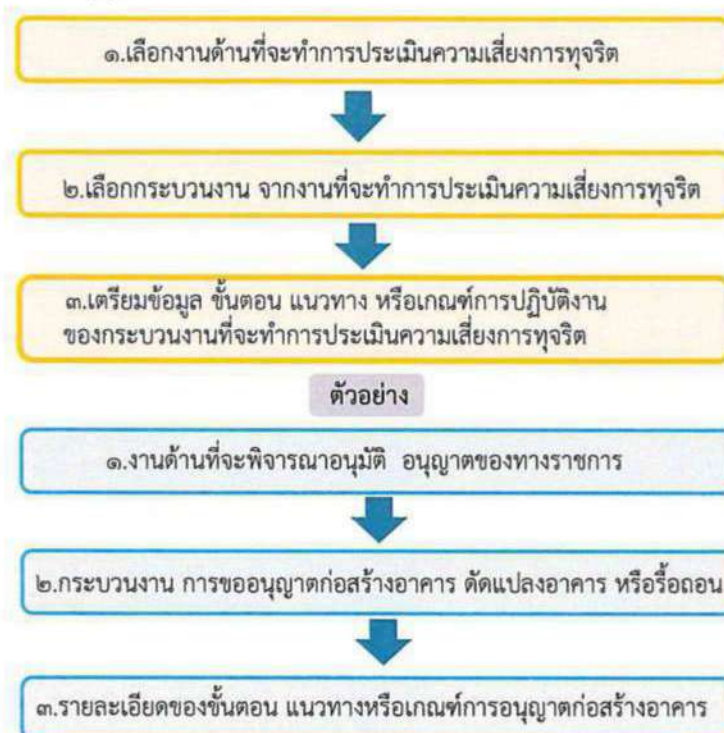 ๑.เลือกงานด้านที่จะทำการประเมินความเสี่ยงการทุจริต
๒.เลือกกระบวนงาน จากงานที่จะทำการประเมินความเสี่ยงการทุจริต
๓.เตรียมข้อมูล ขั้นตอน แนวทาง หรือเกณฑ์การปฏิบัติงาน
ของกระบวนงานที่จะทำการประเมินความเสี่ยงการทุจริต
ตัวอย่าง
๑.งานด้านที่จะพิจารณาอนุมัติ อนุญาตของทางราชการ
๒.กระบวนงาน การขออนุญาตก่อสร้างอาคาร ดัดแปลงอาคาร หรือรื้อถอน
๓.รายละเอียดของขั้นตอน แนวทางหรือเกณฑ์การอนุญาตก่อสร้างอาคาร